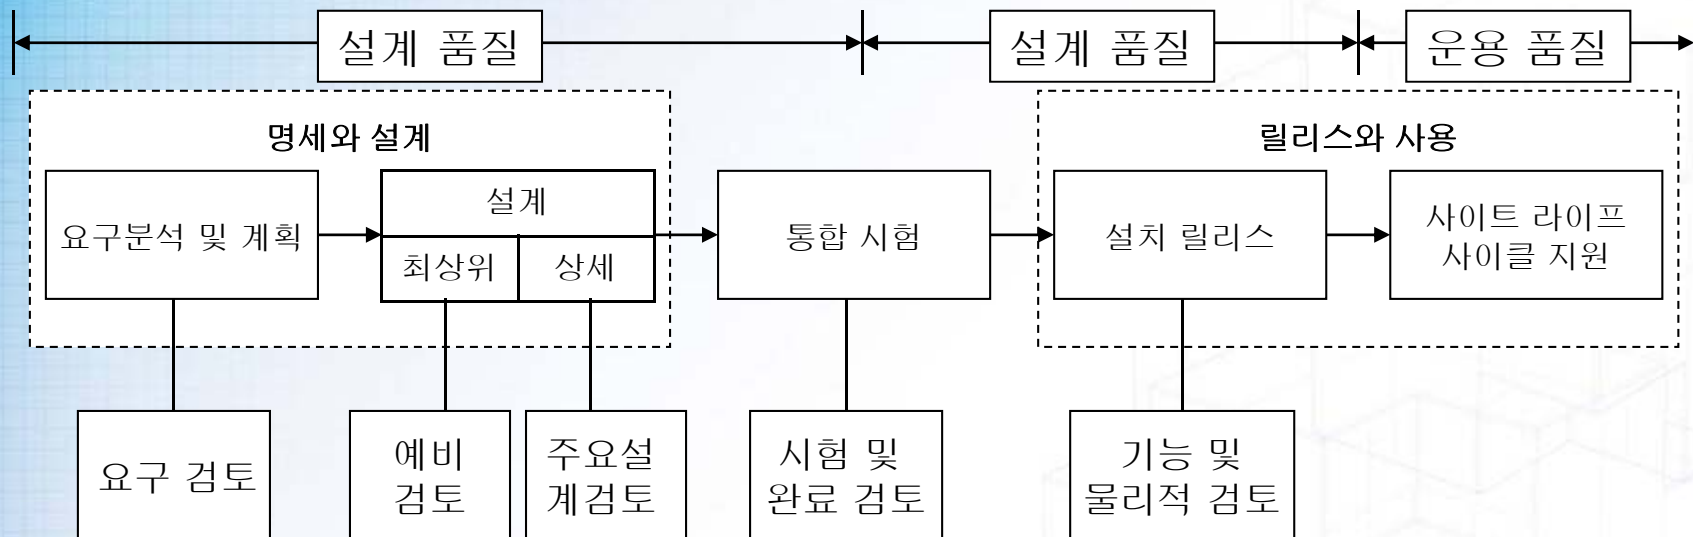 설계 품질
설계 품질
운용 품질
명세와 설계
릴리스와 사용
요구분석 및 계획
설계
최상위
상세
통합 시험
설치 릴리스
사이트 라이프
사이클 지원
요구 검토
예비
검토
주요설
계검토
시험 및
완료 검토
기능 및
물리적 검토